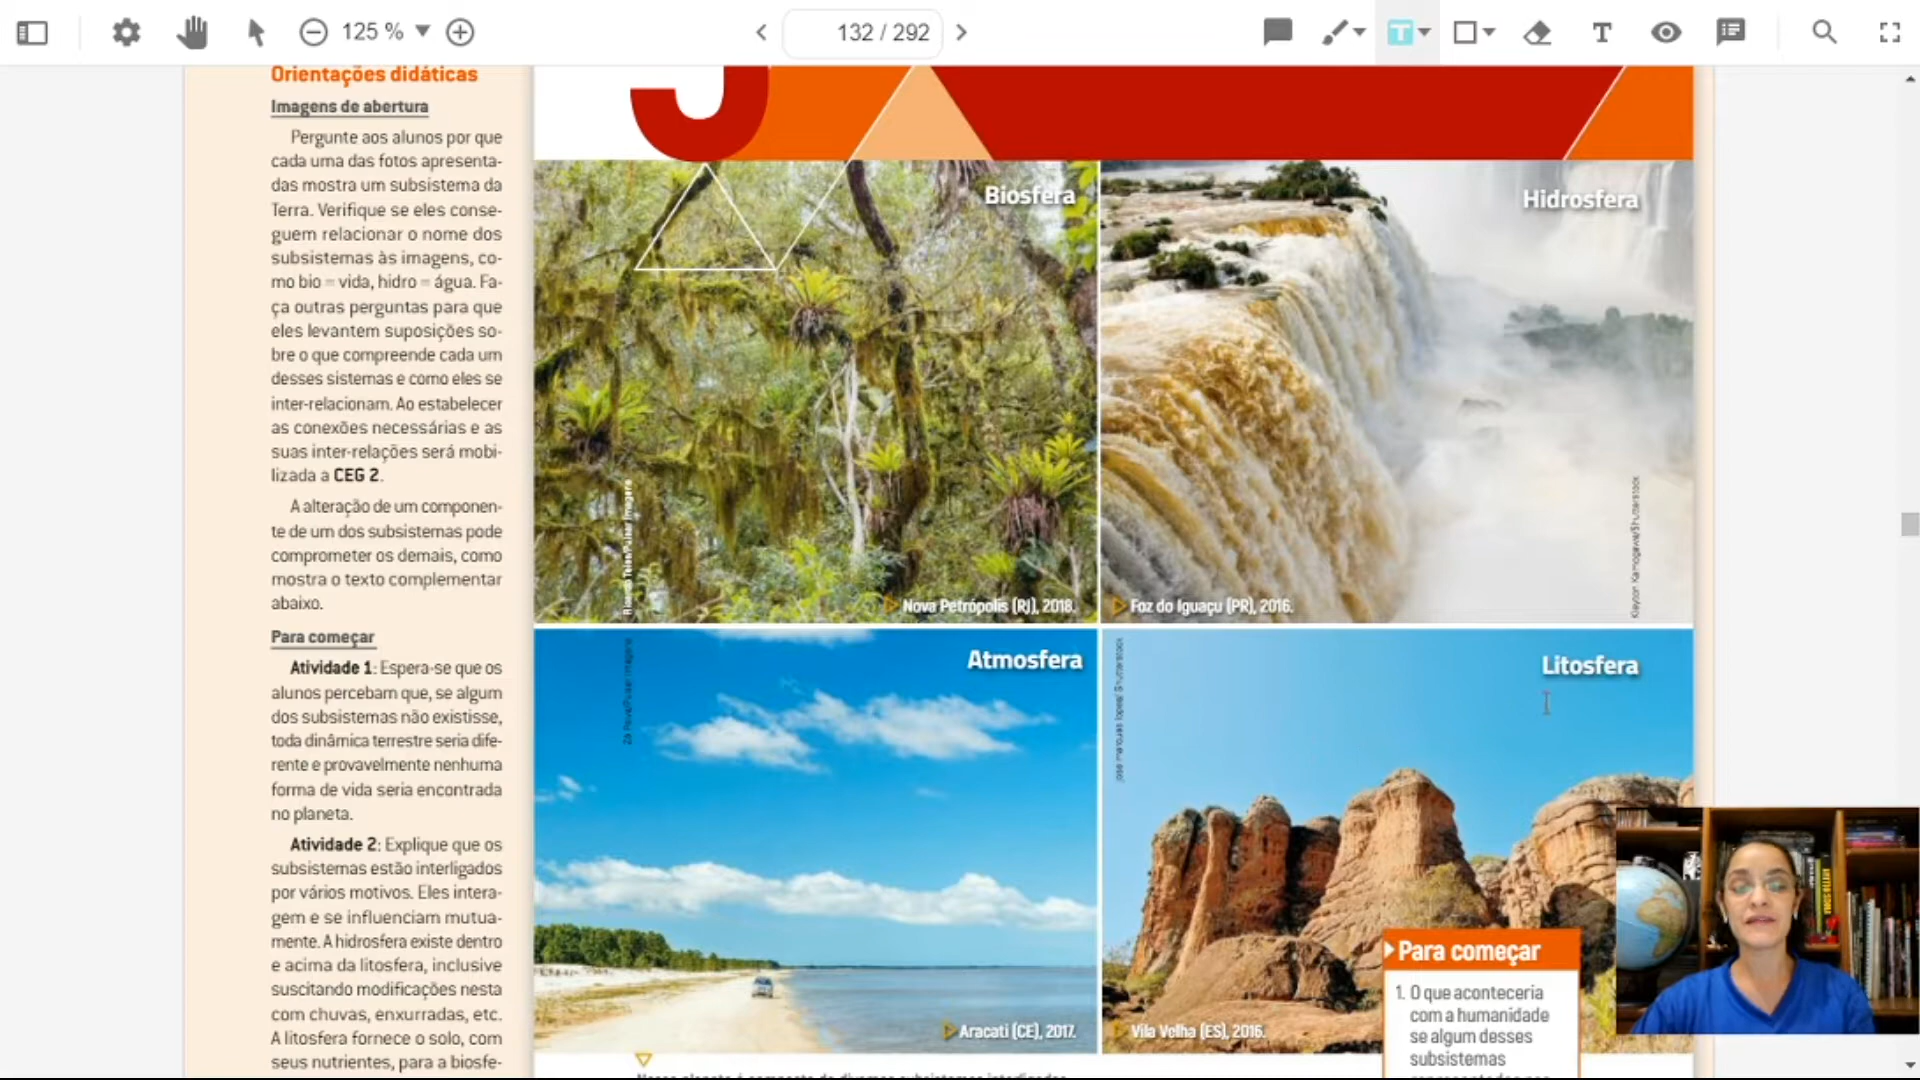 125 %
132 / 292
Orientações didáticas
Imagens de abertura
Pergunte aos alunos por que
cada uma das fotos apresenta-
das mostra um subsistema da
Terra. Verifique se eles conse-
guem relacionar o nome dos
subsistemas às imagens, co-
mo bio = vida, hidro = água. Fa-
ça outras perguntas para que
eles levantem suposições so-
bre o que compreende cada um
desses sistemas e como eles se
inter-relacionam. Ao estabelecer
as conexões necessárias e as
suas inter-relações será mobi-
lizada a CEG 2.
A alteração de um componen-
te de um dos subsistemas pode
comprometer os demais, como
mostra o texto complementar
abaixo.
Para começar
Atividade 1: Espera-se que os
alunos percebam que, se algum
dos subsistemas não existisse,
toda dinâmica terrestre seria dife-
rente e provavelmente nenhuma
forma de vida seria encontrada
no planeta.
Atividade 2: Explique que os
subsistemas estão interligados
por vários motivos. Eles intera-
gem e se influenciam mutua-
mente. A hidrosfera existe dentro
e acima da litosfera, inclusive
suscitando modificações nesta
com chuvas, enxurradas, etc.
A litosfera fornece o solo, com
seus nutrientes, para a biosfe-
Biosfera
Nova Petrópolis (RJ), 2018.
Hidrosfera
Foz do Iguaçu (PR), 2016.
Atmosfera
Aracati (CE), 2017.
Litosfera
Vila Velha (ES), 2016.
Para começar
1. O que aconteceria
com a humanidade
se algum desses
subsistemas